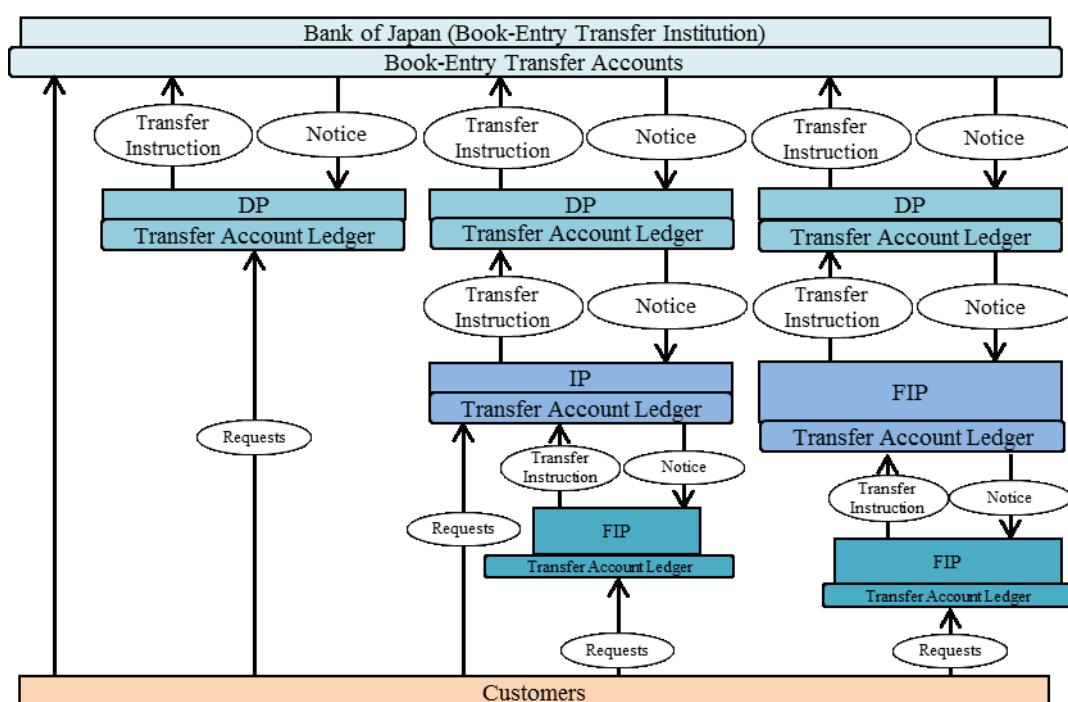 Bank of Japan (Book-Entry Transfer Institution)
Book-Entry Transfer Accounts
Transfer
Instruction
Notice
Transfer
Instruction
Notice
Transfer
Instruction
Notice
DP
Transfer Account Ledger
DP
Transfer Account Ledger
DP
Transfer Account Ledger
Transfer
Instruction
Notice
Transfer
Instruction
Notice
IP
Transfer Account Ledger
FIP
Transfer Account Ledger
Requests
Transfer
Instruction
Notice
Transfer
Instruction
Notice
Requests
FIP
Transfer Account Ledger
FIP
Transfer Account Ledger
Requests
Requests
Customers